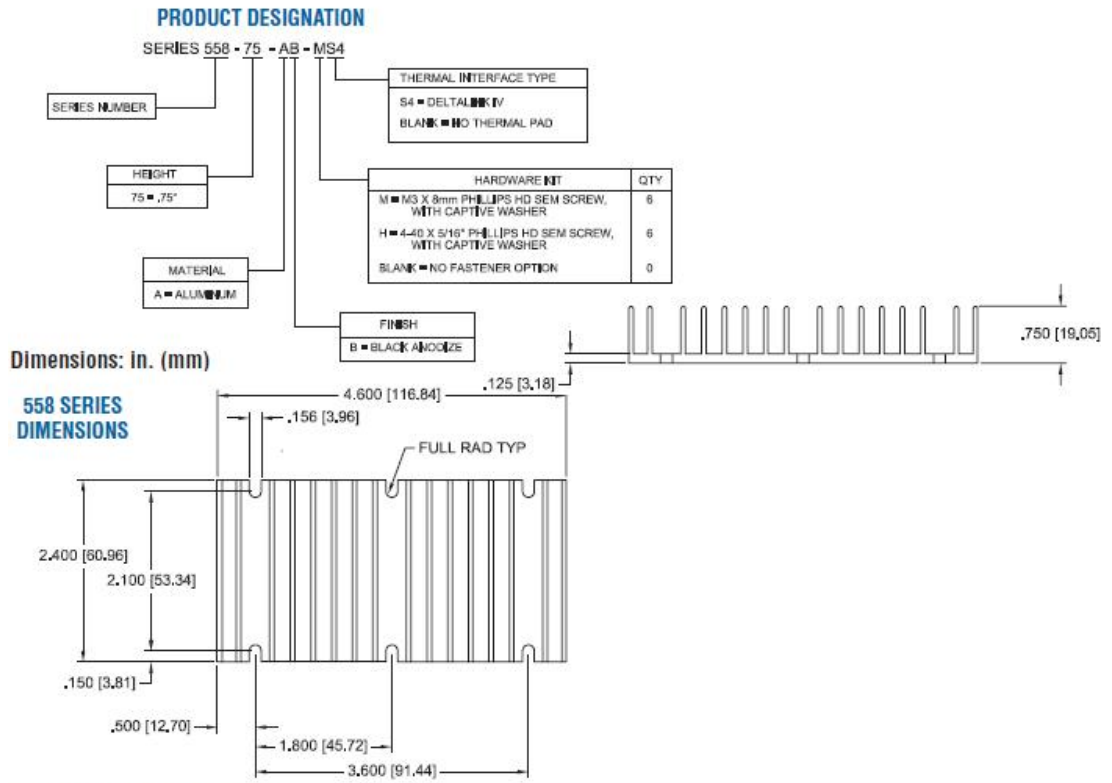 PRODUCT DESIGNATION
SERIES 558 - 75 - AB - MS4
THERMAL INTERFACE TYPE
S4 = DELTALINK IV
BLANK = NO THERMAL PAD
SERIES NUMBER
HEIGHT
75 = .75"
HARDWARE KIT
QTY
M = M3 X 8mm PHILLIPS HD SEM SCREW,
WITH CAPTIVE WASHER
6
H = 4-40 X 5/16" PHILLIPS HD SEM SCREW,
WITH CAPTIVE WASHER
6
BLANK = NO FASTENER OPTION
0
MATERIAL
A = ALUMINUM
FINISH
B = BLACK ANODIZE
.750 [19.05]
.125 [3.18]
Dimensions: in. (mm)
558 SERIES
DIMENSIONS
4.600 [116.84]
.156 [3.96]
FULL RAD TYP
2.400 [60.96]
2.100 [53.34]
.150 [3.81]
.500 [12.70]
1.800 [45.72]
3.600 [91.44]